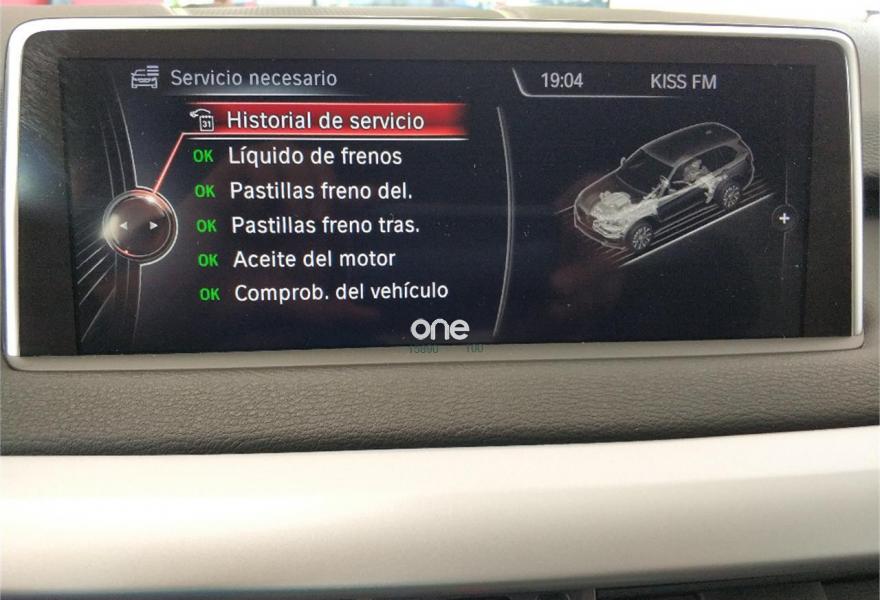 Servicio necesario
19:04
KISS FM
31
Historial de servicio
OK Líquido de frenos
OK Pastillas freno del.
OK Pastillas freno tras.
OK Aceite del motor
OK Comprob. del vehículo
one